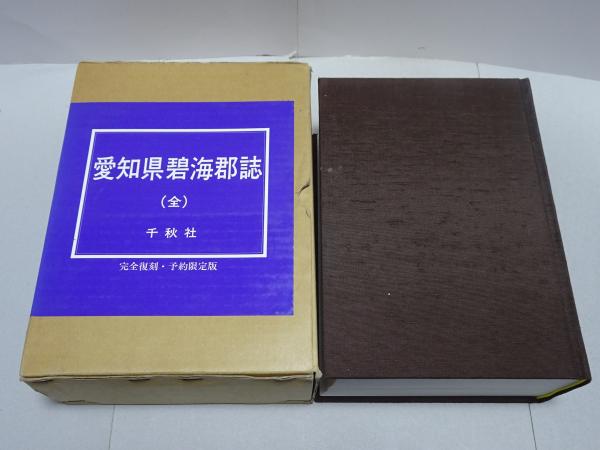 愛知県碧海郡誌
（全）
千秋社
完全復刻・予約限定版